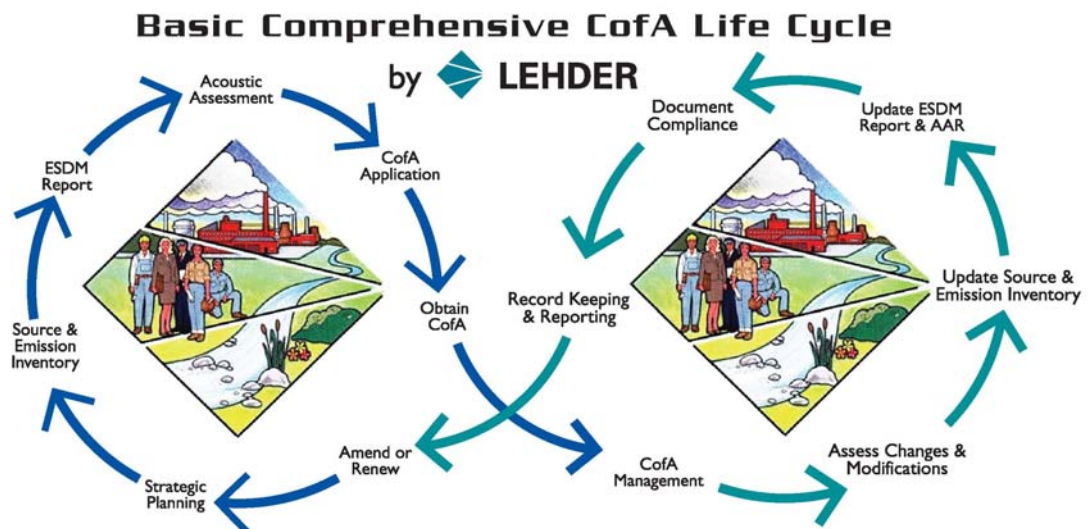 Basic Comprehensive CofA Life Cycle
by LEHDER
Acoustic
Assessment
CofA
Application
Obtain
CofA
CofA
Management
Assess Changes &
Modifications
Update Source &
Emission Inventory
Update ESDM
Report & AAR
Document
Compliance
Record Keeping
& Reporting
Amend or
Renew
Strategic
Planning
Source &
Emission
Inventory
ESDM
Report